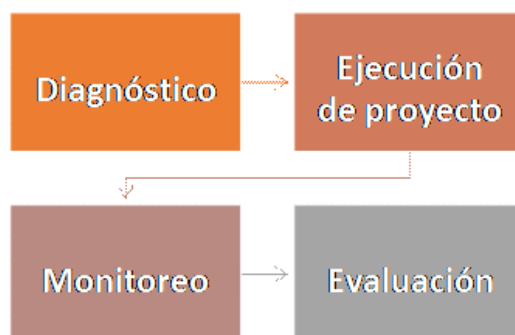 Diagnóstico
Ejecución
de proyecto
Monitoreo
Evaluación